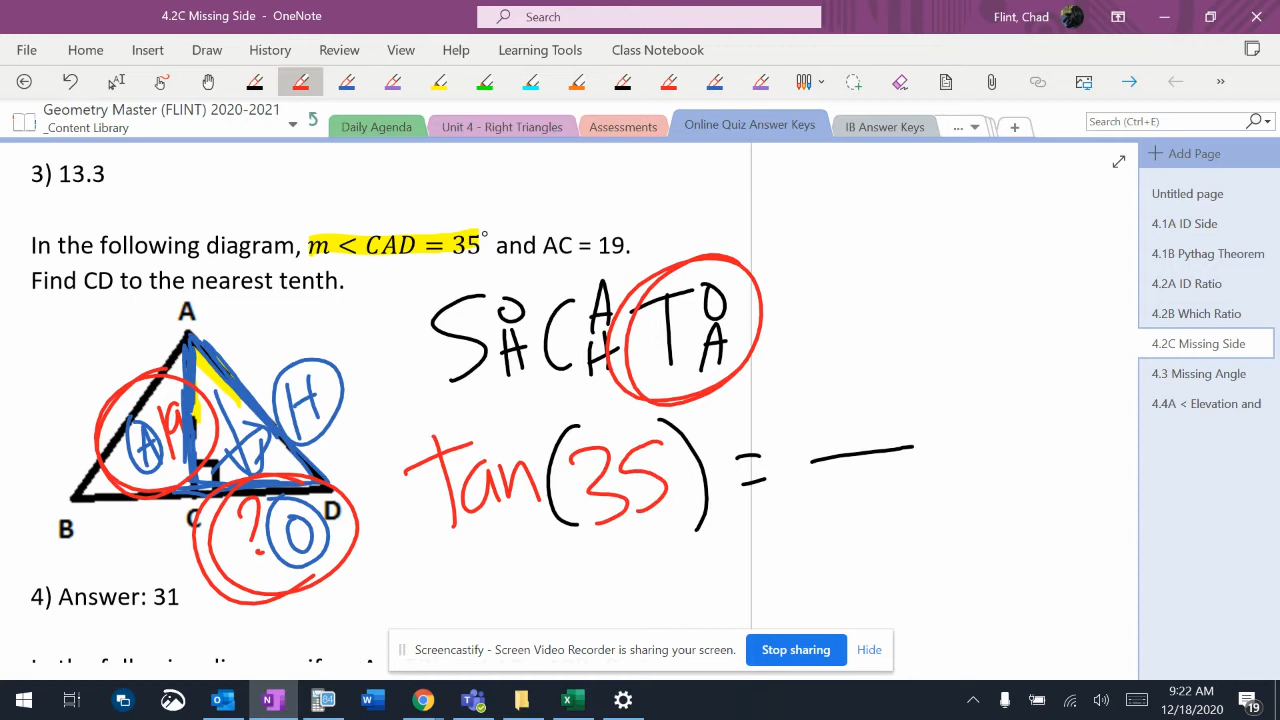 4.2C Missing Side - OneNote
Search
Flint, Chad
File Home Insert Draw History Review View Help Learning Tools Class Notebook
Geometry Master (FLINT) 2020-2021
_Content Library
Daily Agenda Unit 4 - Right Triangles Assessments Online Quiz Answer Keys IB Answer Keys ... +
Search (Ctrl+E)
Add Page
Untitled page
4.1A ID Side
4.1B Pythag Theorem
4.2A ID Ratio
4.2B Which Ratio
4.2C Missing Side
4.3 Missing Angle
4.4A < Elevation and
3) 13.3
In the following diagram, m < CAD = 35° and AC = 19.
Find CD to the nearest tenth.
A
B
C
D
A 19
H
? O
S O H C A H T O A
tan(35) =
4) Answer: 31
Screencastify - Screen Video Recorder is sharing your screen. Stop sharing Hide
84
9:22 AM
12/18/2020
19